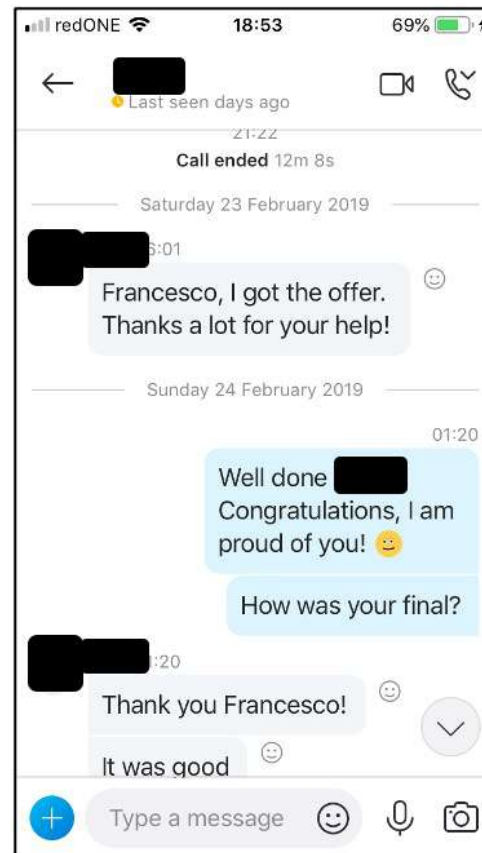 redONE 18:53 69%
Last seen days ago
21:22
Call ended 12m 8s
Saturday 23 February 2019
:01
Francesco, I got the offer.
Thanks a lot for your help!
Sunday 24 February 2019
01:20
Well done
Congratulations, I am
proud of you!
How was your final?
:20
Thank you Francesco!
It was good
Type a message